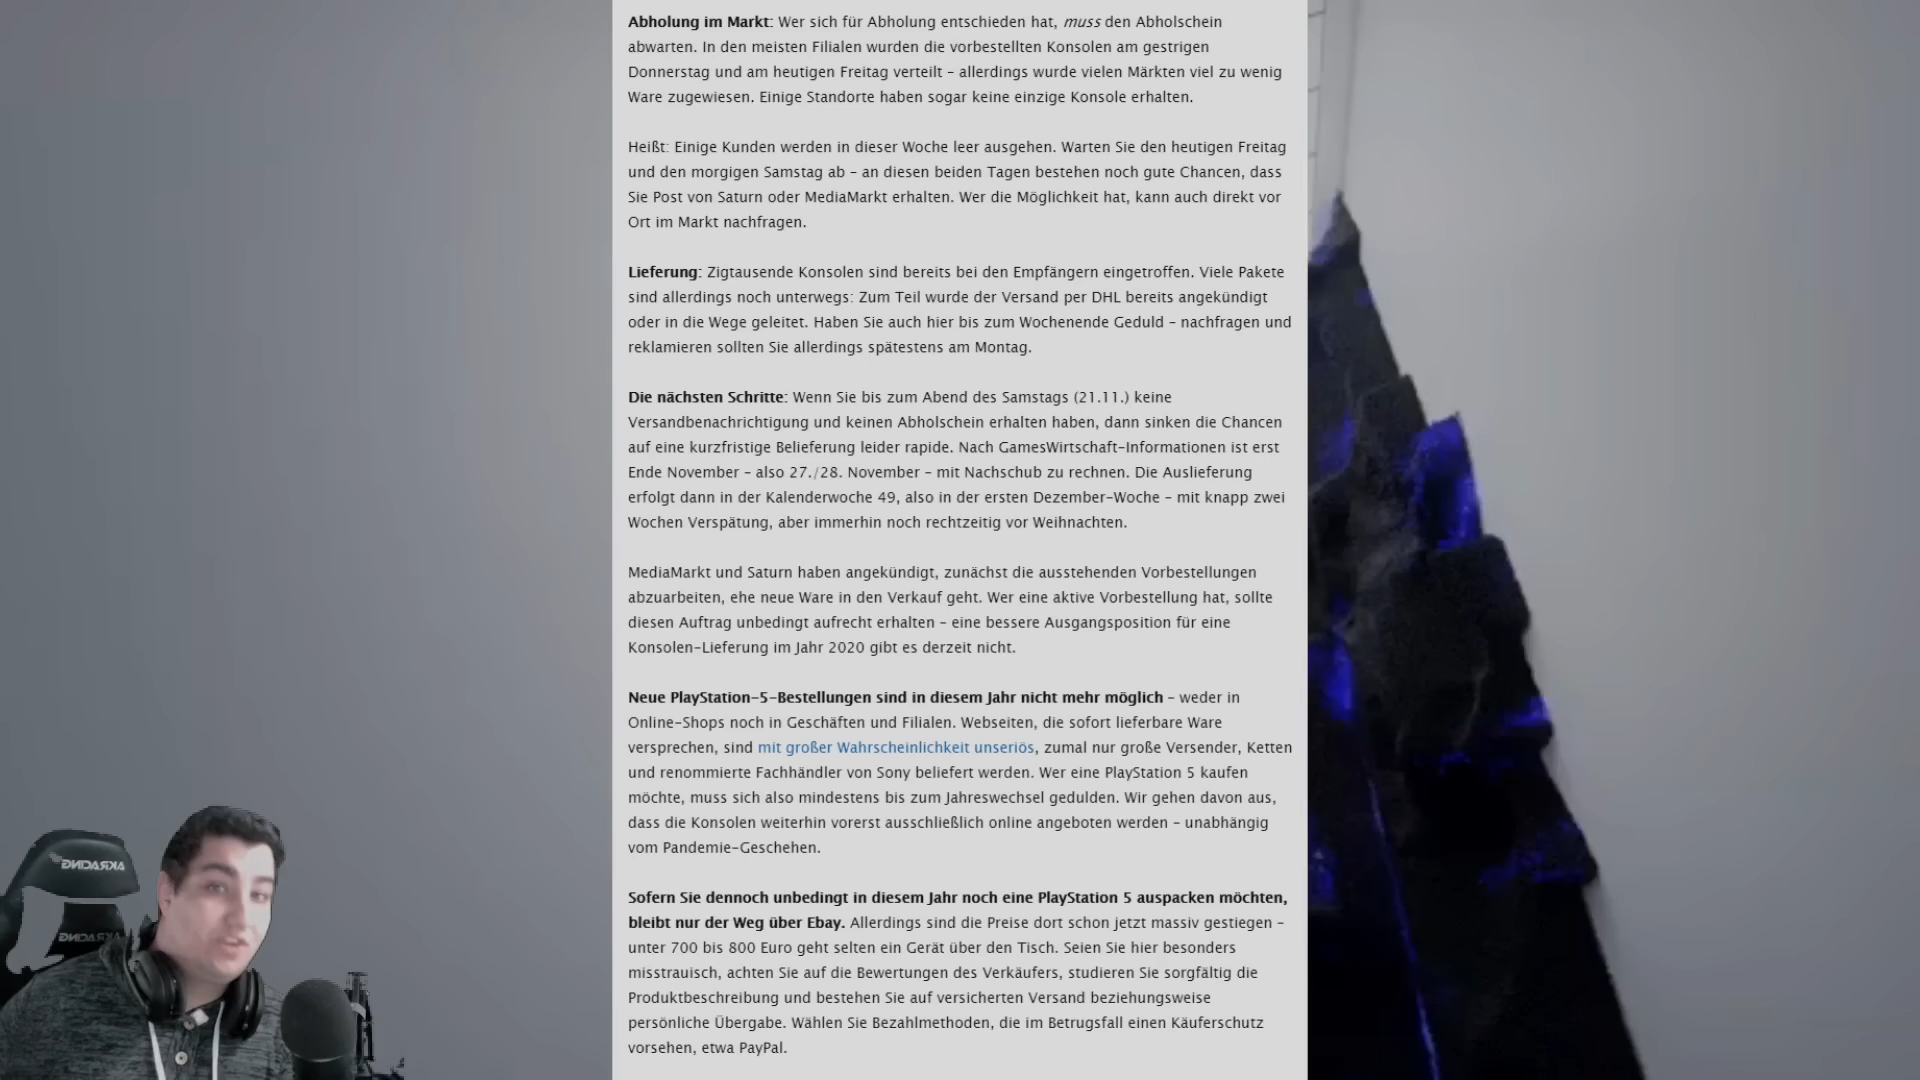 Abholung im Markt: Wer sich für Abholung entschieden hat, muss den Abholschein
abwarten. In den meisten Filialen wurden die vorbestellten Konsolen am gestrigen
Donnerstag und am heutigen Freitag verteilt – allerdings wurde vielen Märkten viel zu wenig
Ware zugewiesen. Einige Standorte haben sogar keine einzige Konsole erhalten.
Heißt: Einige Kunden werden in dieser Woche leer ausgehen. Warten Sie den heutigen Freitag
und den morgigen Samstag ab – an diesen beiden Tagen bestehen noch gute Chancen, dass
Sie Post von Saturn oder MediaMarkt erhalten. Wer die Möglichkeit hat, kann auch direkt vor
Ort im Markt nachfragen.
Lieferung: Zigtausende Konsolen sind bereits bei den Empfängern eingetroffen. Viele Pakete
sind allerdings noch unterwegs: Zum Teil wurde der Versand per DHL bereits angekündigt
oder in die Wege geleitet. Haben Sie auch hier bis zum Wochenende Geduld – nachfragen und
reklamieren sollten Sie allerdings spätestens am Montag.
Die nächsten Schritte: Wenn Sie bis zum Abend des Samstags (21.11.) keine
Versandbenachrichtigung und keinen Abholschein erhalten haben, dann sinken die Chancen
auf eine kurzfristige Belieferung leider rapide. Nach GamesWirtschaft-Informationen ist erst
Ende November – also 27./28. November – mit Nachschub zu rechnen. Die Auslieferung
erfolgt dann in der Kalenderwoche 49, also in der ersten Dezember-Woche – mit knapp zwei
Wochen Verspätung, aber immerhin noch rechtzeitig vor Weihnachten.
MediaMarkt und Saturn haben angekündigt, zunächst die ausstehenden Vorbestellungen
abzuarbeiten, ehe neue Ware in den Verkauf geht. Wer eine aktive Vorbestellung hat, sollte
diesen Auftrag unbedingt aufrecht erhalten – eine bessere Ausgangsposition für eine
Konsolen-Lieferung im Jahr 2020 gibt es derzeit nicht.
Neue PlayStation-5-Bestellungen sind in diesem Jahr nicht mehr möglich – weder in
Online-Shops noch in Geschäften und Filialen. Webseiten, die sofort lieferbare Ware
versprechen, sind mit großer Wahrscheinlichkeit unseriös, zumal nur große Versender, Ketten
und renommierte Fachhändler von Sony beliefert werden. Wer eine PlayStation 5 kaufen
möchte, muss sich also mindestens bis zum Jahreswechsel gedulden. Wir gehen davon aus,
dass die Konsolen weiterhin vorerst ausschließlich online angeboten werden – unabhängig
vom Pandemie-Geschehen.
Sofern Sie dennoch unbedingt in diesem Jahr noch eine PlayStation 5 auspacken möchten,
bleibt nur der Weg über Ebay. Allerdings sind die Preise dort schon jetzt massiv gestiegen –
unter 700 bis 800 Euro geht selten ein Gerät über den Tisch. Seien Sie hier besonders
misstrauisch, achten Sie auf die Bewertungen des Verkäufers, studieren Sie sorgfältig die
Produktbeschreibung und bestehen Sie auf versicherten Versand beziehungsweise
persönliche Übergabe. Wählen Sie Bezahlmethoden, die im Betrugsfall einen Käuferschutz
vorsehen, etwa PayPal.
AKRACING
AKRACING